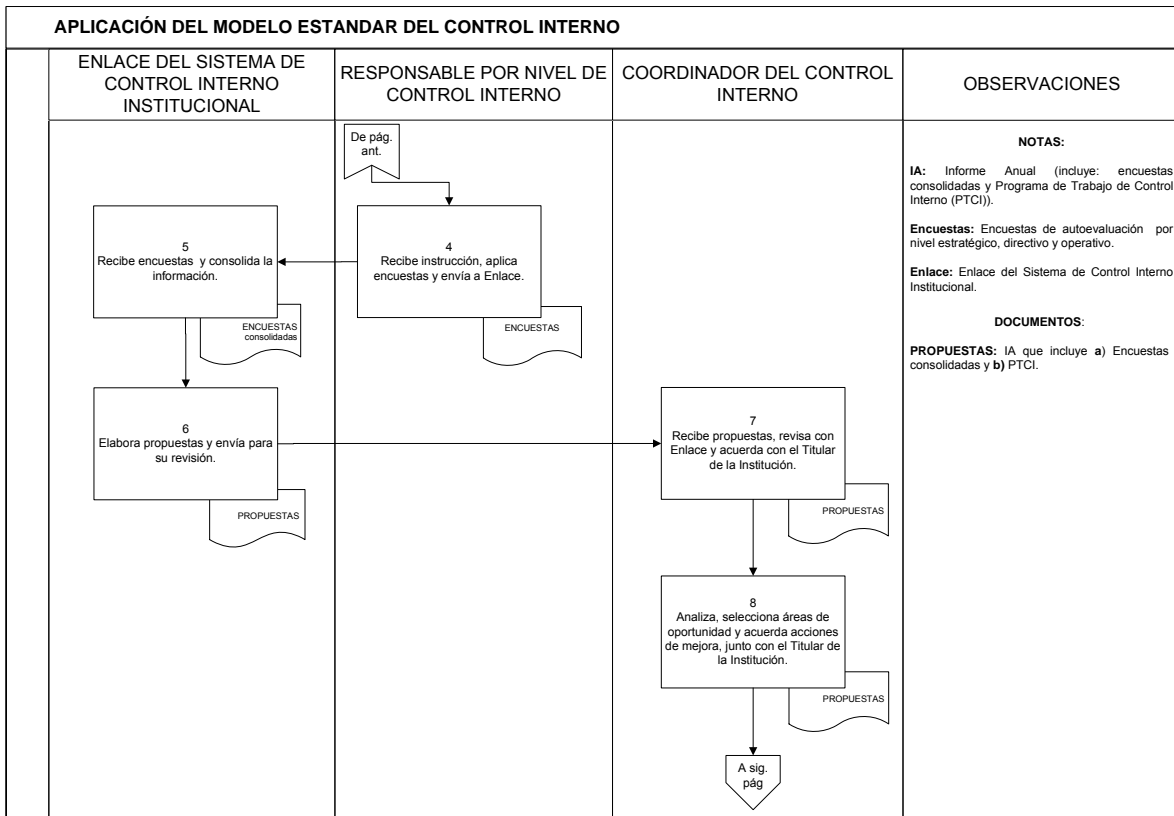 APLICACIÓN DEL MODELO ESTANDAR DEL CONTROL INTERNO
ENLACE DEL SISTEMA DE
CONTROL INTERNO
INSTITUCIONAL
RESPONSABLE POR NIVEL DE
CONTROL INTERNO
COORDINADOR DEL CONTROL
INTERNO
OBSERVACIONES
De pág.
ant.
4
Recibe instrucción, aplica
encuestas y envía a Enlace.
ENCUESTAS
5
Recibe encuestas y consolida la
información.
ENCUESTAS
consolidadas
6
Elabora propuestas y envía para
su revisión.
PROPUESTAS
7
Recibe propuestas, revisa con
Enlace y acuerda con el Titular
de la Institución.
PROPUESTAS
8
Analiza, selecciona áreas de
oportunidad y acuerda acciones
de mejora, junto con el Titular de
la Institución.
PROPUESTAS
A sig.
pág
NOTAS:
IA: Informe Anual (incluye: encuestas
consolidadas y Programa de Trabajo de Control
Interno (PTCI)).
Encuestas: Encuestas de autoevaluación por
nivel estratégico, directivo y operativo.
Enlace: Enlace del Sistema de Control Interno
Institucional.
DOCUMENTOS:
PROPUESTAS: IA que incluye a) Encuestas
consolidadas y b) PTCI.